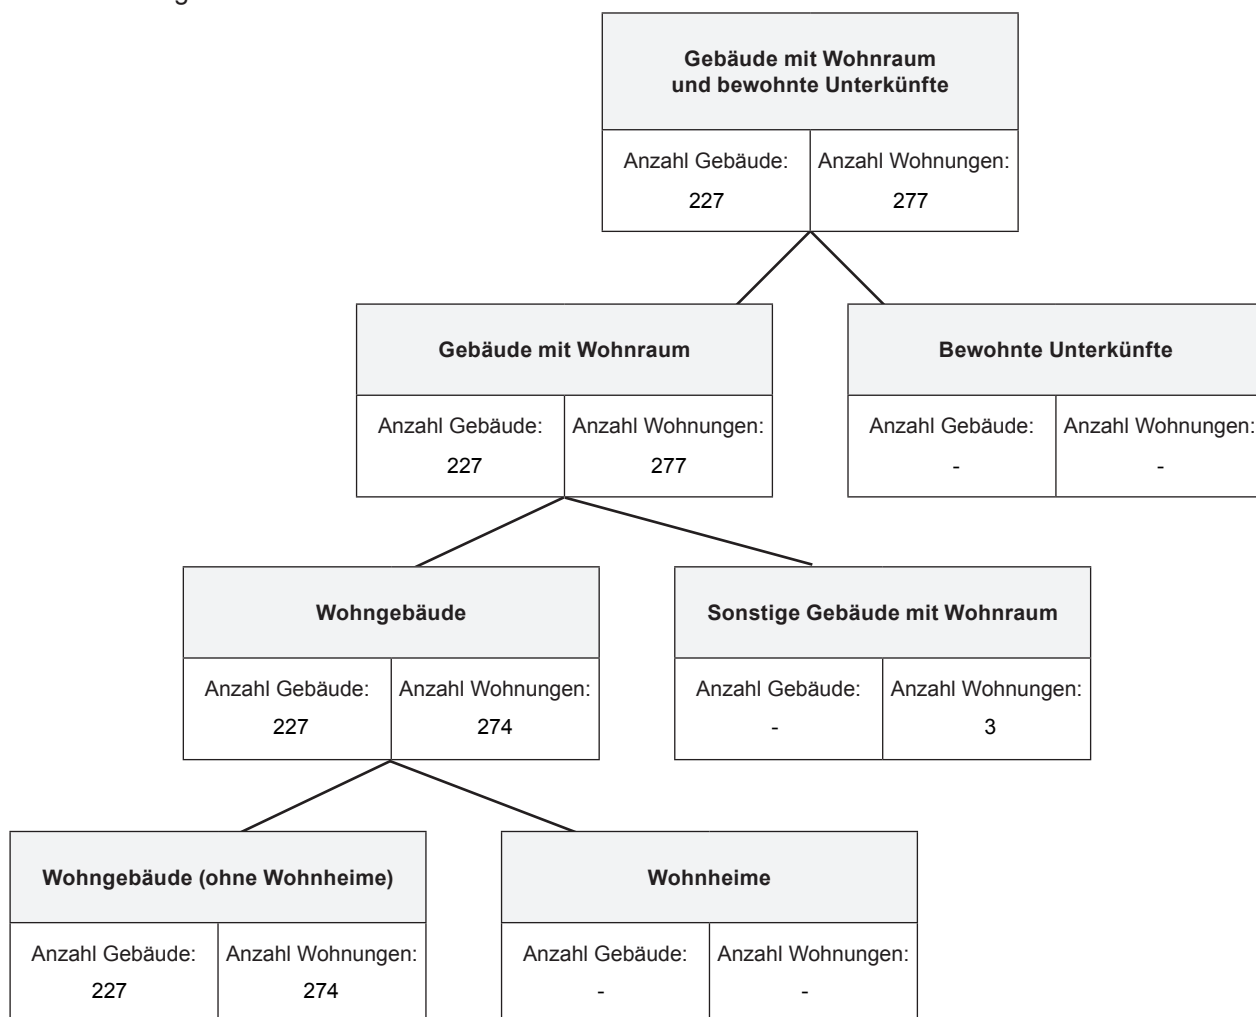 Gebäude mit Wohnraum
und bewohnte Unterkünfte
Anzahl Gebäude: Anzahl Wohnungen:
227 277
Gebäude mit Wohnraum
Anzahl Gebäude: Anzahl Wohnungen:
227 277
Bewohnte Unterkünfte
Anzahl Gebäude: Anzahl Wohnungen:
- -
Wohngebäude
Anzahl Gebäude: Anzahl Wohnungen:
227 274
Sonstige Gebäude mit Wohnraum
Anzahl Gebäude: Anzahl Wohnungen:
- 3
Wohngebäude (ohne Wohnheime)
Anzahl Gebäude: Anzahl Wohnungen:
227 274
Wohnheime
Anzahl Gebäude: Anzahl Wohnungen:
- -